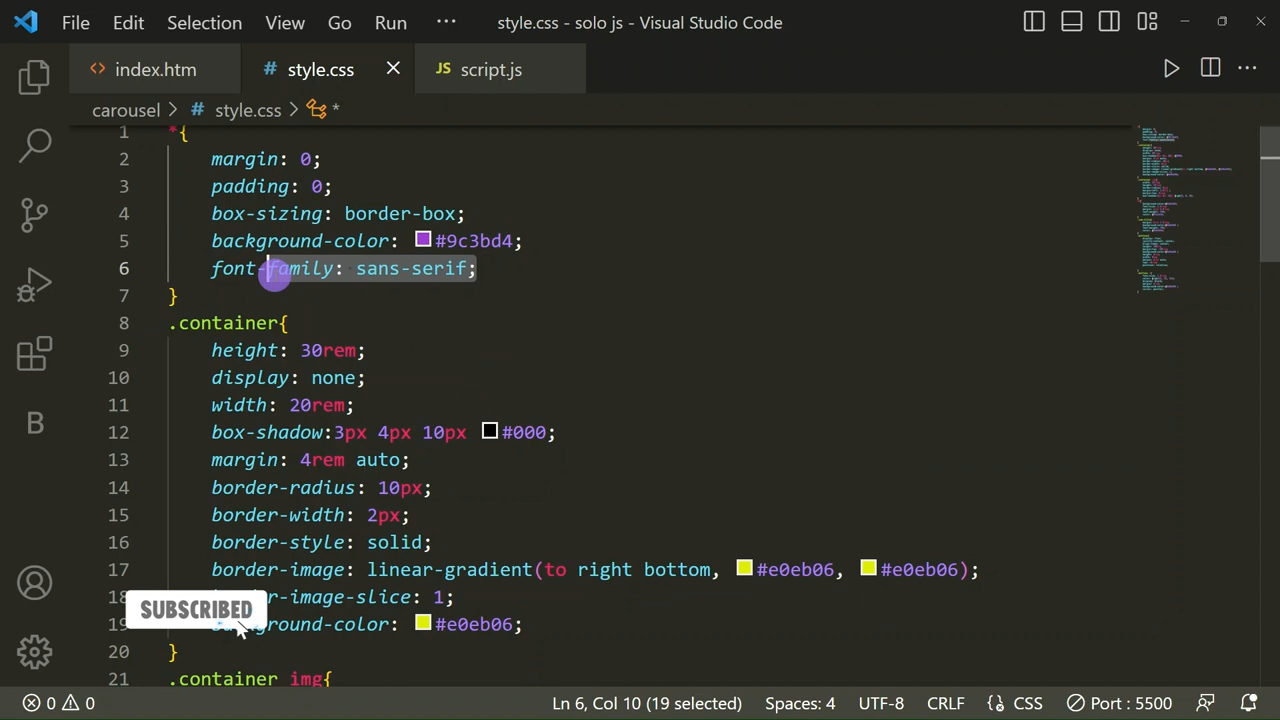 File Edit Selection View Go Run ··· style.css - solo js - Visual Studio Code
<> index.htm # style.css JS script.js
carousel > # style.css > *
1 *{
2 margin: 0;
3 padding: 0;
4 box-sizing: border-box;
5 background-color: #9c3bd4;
6 font-family: sans-serif;
7 }
8 .container{
9 height: 30rem;
10 display: none;
11 width: 20rem;
12 box-shadow:3px 4px 10px #000;
13 margin: 4rem auto;
14 border-radius: 10px;
15 border-width: 2px;
16 border-style: solid;
17 border-image: linear-gradient(to right bottom, #e0eb06, #e0eb06);
18 border-image-slice: 1;
SUBSCRIBED
19 background-color: #e0eb06;
20 }
21 .container img{
B
0 0 Ln 6, Col 10 (19 selected) Spaces: 4 UTF-8 CRLF {} CSS Port : 5500